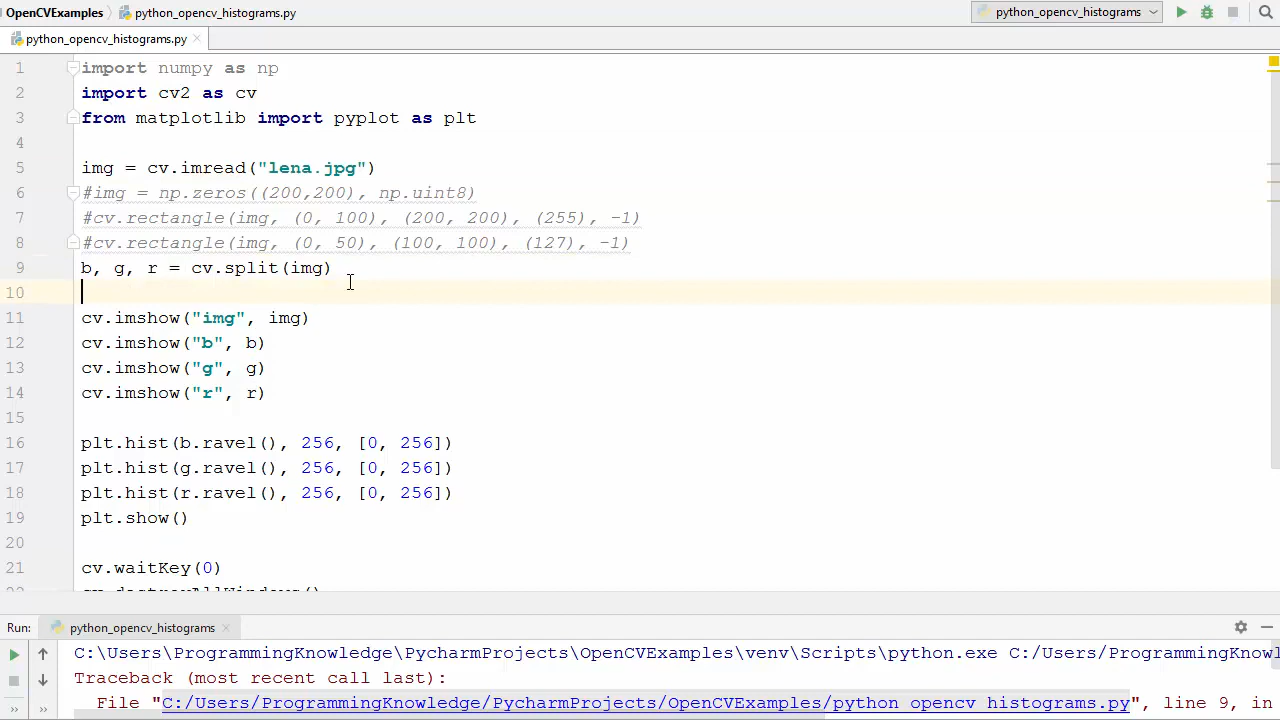 OpenCVExamples python_opencv_histograms.py python_opencv_histograms
python_opencv_histograms.py
1 import numpy as np
2 import cv2 as cv
3 from matplotlib import pyplot as plt
4
5 img = cv.imread("lena.jpg")
6 #img = np.zeros((200,200), np.uint8)
7 #cv.rectangle(img, (0, 100), (200, 200), (255), -1)
8 #cv.rectangle(img, (0, 50), (100, 100), (127), -1)
9 b, g, r = cv.split(img)
10
11 cv.imshow("img", img)
12 cv.imshow("b", b)
13 cv.imshow("g", g)
14 cv.imshow("r", r)
15
16 plt.hist(b.ravel(), 256, [0, 256])
17 plt.hist(g.ravel(), 256, [0, 256])
18 plt.hist(r.ravel(), 256, [0, 256])
19 plt.show()
20
21 cv.waitKey(0)
22 cv.destroyAllWindows()
Run: python_opencv_histograms
C:\Users\ProgrammingKnowledge\PycharmProjects\OpenCVExamples\venv\Scripts\python.exe C:/Users/ProgrammingKnowl
Traceback (most recent call last):
File "C:/Users/ProgrammingKnowledge/PycharmProjects/OpenCVExamples/python_opencv_histograms.py", line 9, in